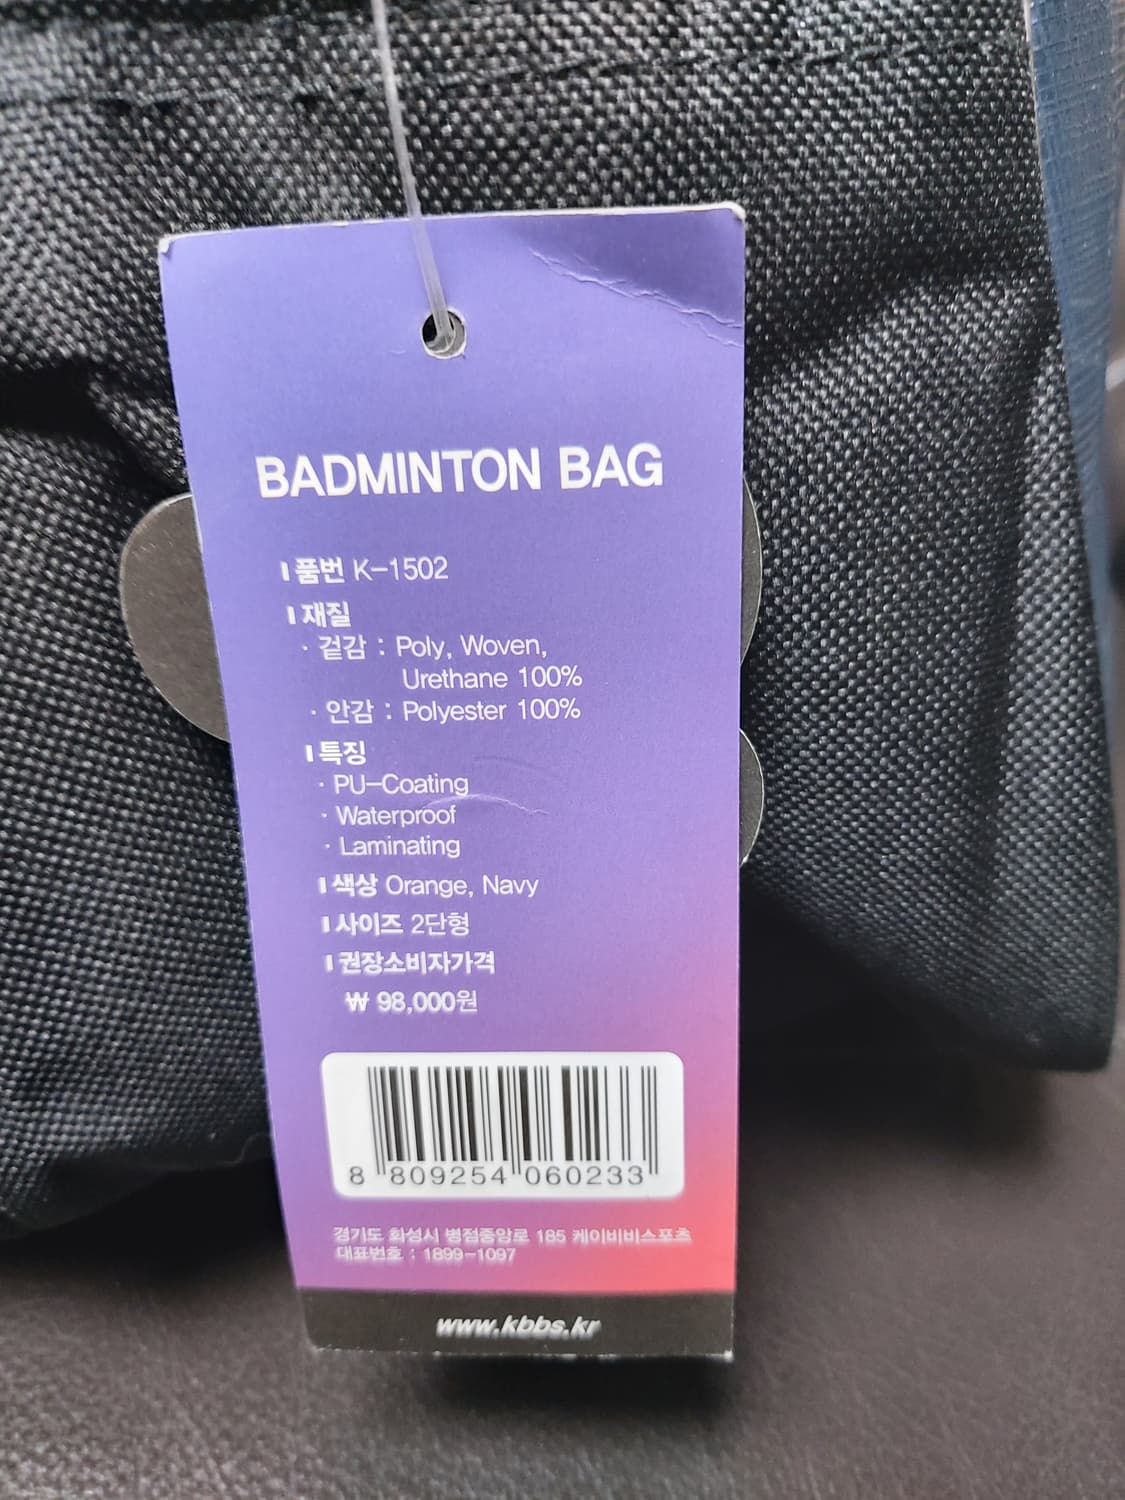 BADMINTON BAG
품번 K-1502
재질
· 겉감 : Poly, Woven,
Urethane 100%
· 안감 : Polyester 100%
특징
· PU-Coating
· Waterproof
· Laminating
색상 Orange, Navy
사이즈 2단형
권장소비자가격
₩ 98,000원
8 809254 060233
경기도 화성시 병점중앙로 185 케이비비스포츠
대표번호 : 1899-1097
www.kbbs.kr